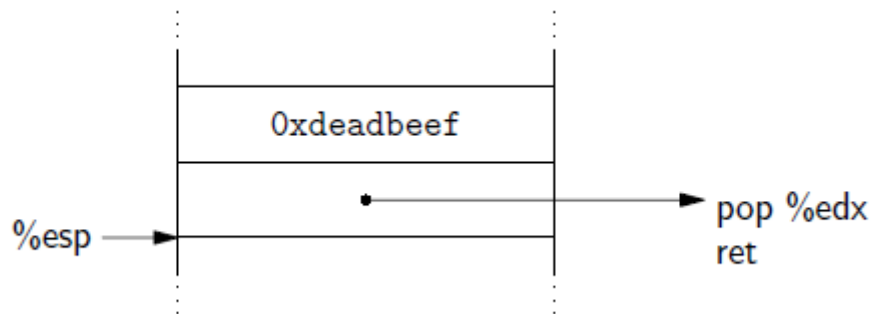 0xdeadbeef
%esp
pop %edx
ret